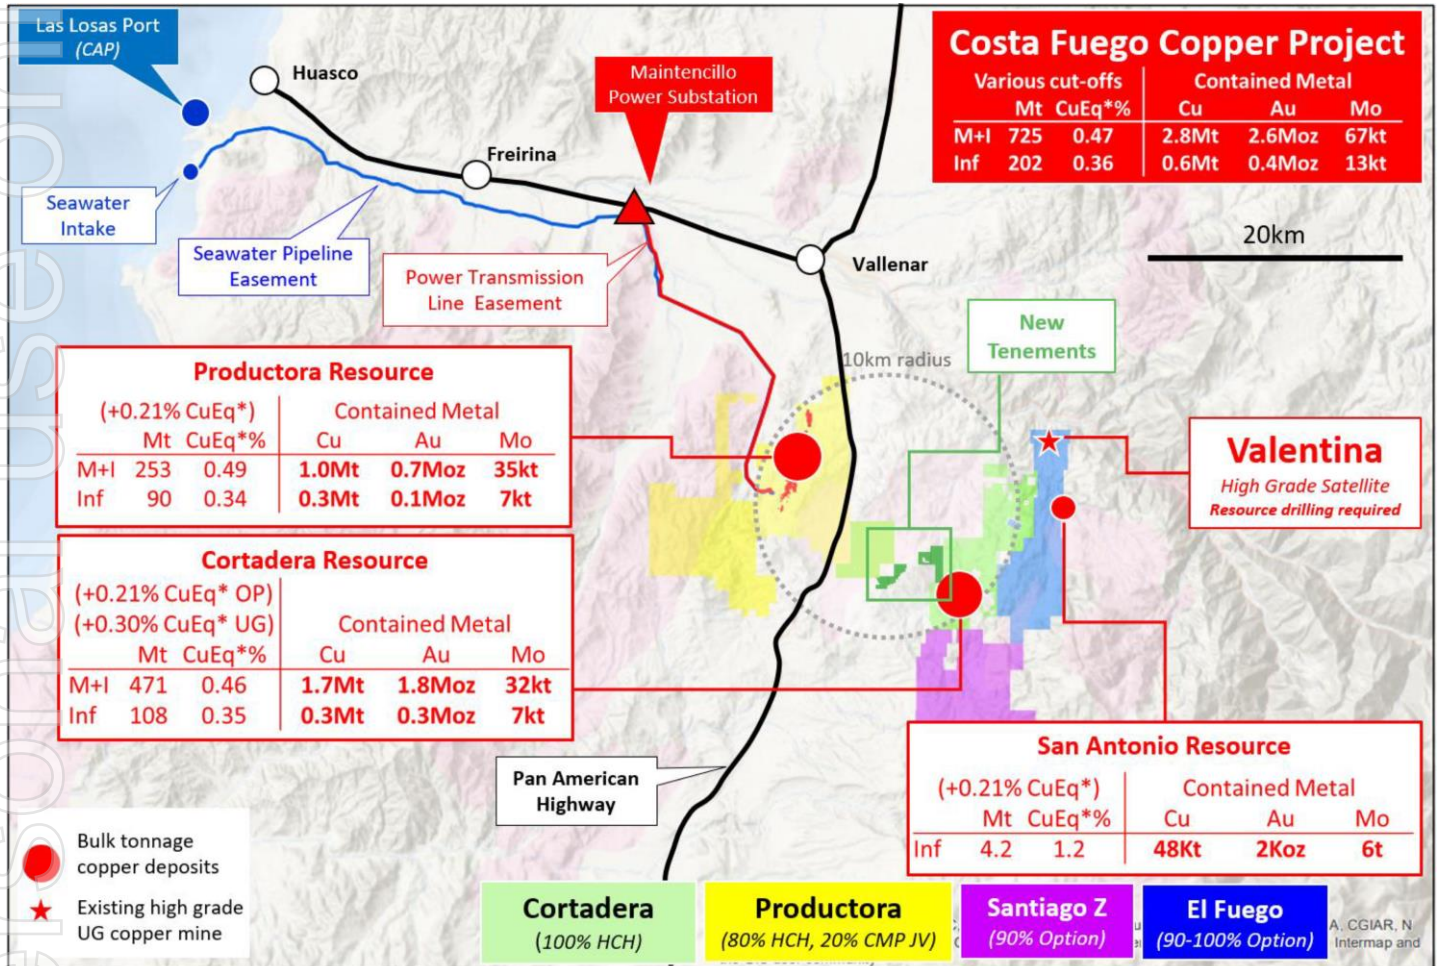 Las Losas Port
(CAP)
Huasco
Maintencillo
Power Substation
Costa Fuego Copper Project
Various cut-offs Contained Metal
Mt CuEq*% Cu Au Mo
M+I 725 0.47 2.8Mt 2.6Moz 67kt
Inf 202 0.36 0.6Mt 0.4Moz 13kt
Freirina
Seawater
Intake
Seawater Pipeline
Easement
Power Transmission
Line Easement
Vallenar
20km
New
Tenements
10km radius
Productora Resource
(+0.21% CuEq*) Contained Metal
Mt CuEq*% Cu Au Mo
M+I 253 0.49 1.0Mt 0.7Moz 35kt
Inf 90 0.34 0.3Mt 0.1Moz 7kt
Valentina
High Grade Satellite
Resource drilling required
Cortadera Resource
(+0.21% CuEq* OP)
(+0.30% CuEq* UG) Contained Metal
Mt CuEq*% Cu Au Mo
M+I 471 0.46 1.7Mt 1.8Moz 32kt
Inf 108 0.35 0.3Mt 0.3Moz 7kt
San Antonio Resource
(+0.21% CuEq*) Contained Metal
Mt CuEq*% Cu Au Mo
Inf 4.2 1.2 48Kt 2Koz 6t
Pan American
Highway
Bulk tonnage
copper deposits
Existing high grade
UG copper mine
Cortadera
(100% HCH)
Productora
(80% HCH, 20% CMP JV)
Santiago Z
(90% Option)
El Fuego
(90-100% Option)
A, CGIAR, N
Intermap and
ersonal use on